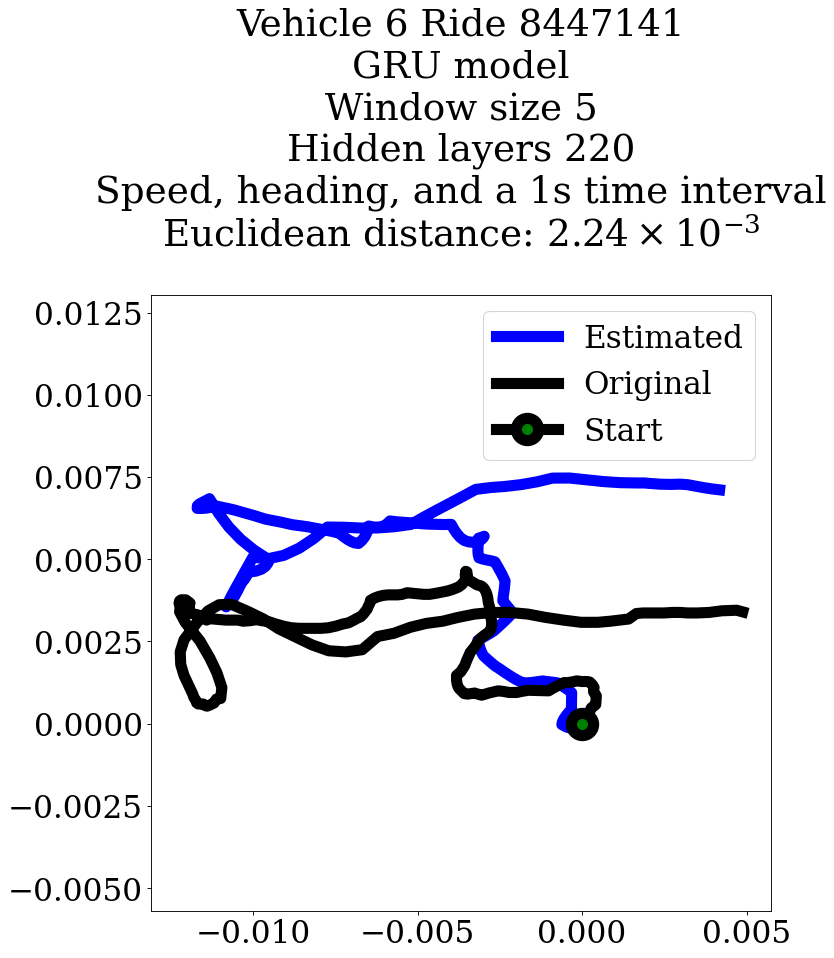 Vehicle 6 Ride 8447141
GRU model
Window size 5
Hidden layers 220
Speed, heading, and a 1s time interval
Euclidean distance: 2.24 × 10⁻³
0.0125
0.0100
0.0075
0.0050
0.0025
0.0000
−0.0025
−0.0050
Estimated
Original
Start
−0.010 −0.005 0.000 0.005